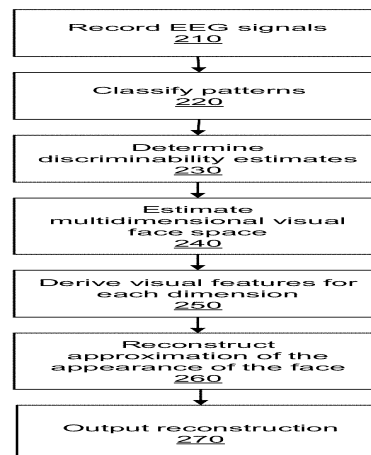 Record EEG signals
210
Classify patterns
220
Determine
discriminability estimates
230
Estimate
multidimensional visual
face space
240
Derive visual features for
each dimension
250
Reconstruct
approximation of the
appearance of the face
260
Output reconstruction
270